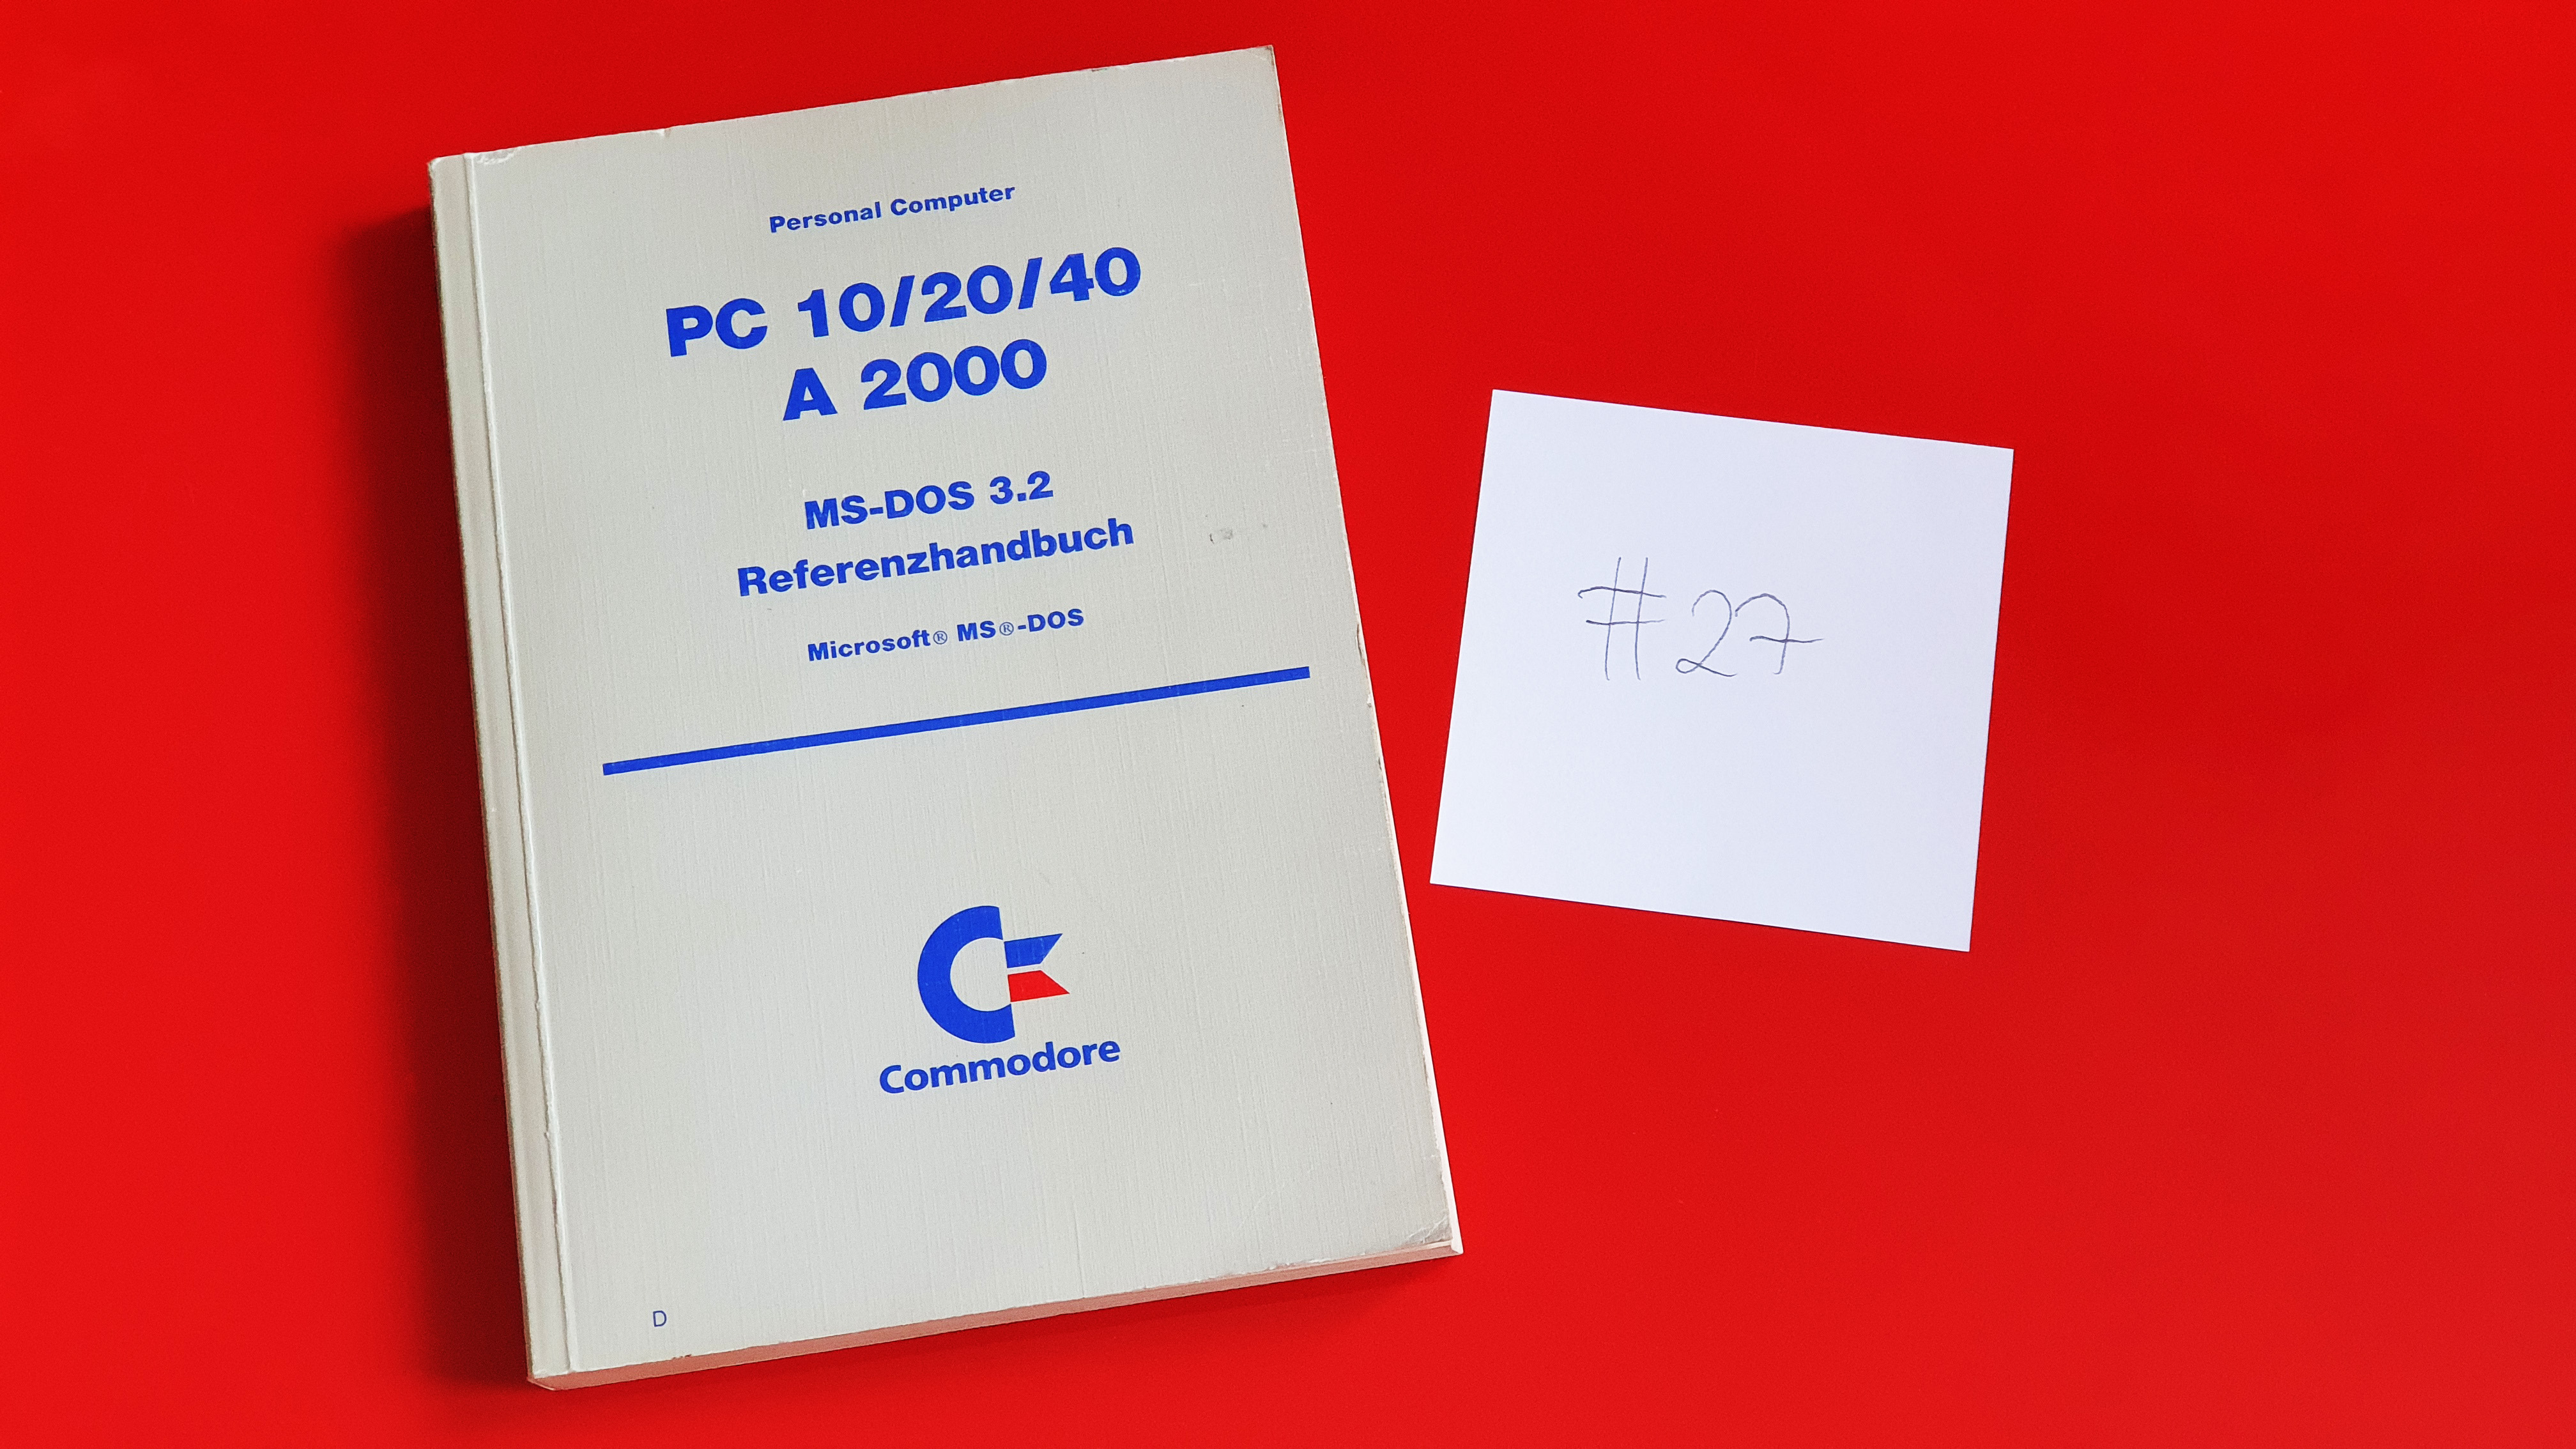 Personal Computer
PC 10/20/40
A 2000
MS-DOS 3.2
Referenzhandbuch
Microsoft® MS®-DOS
Commodore
D
#27